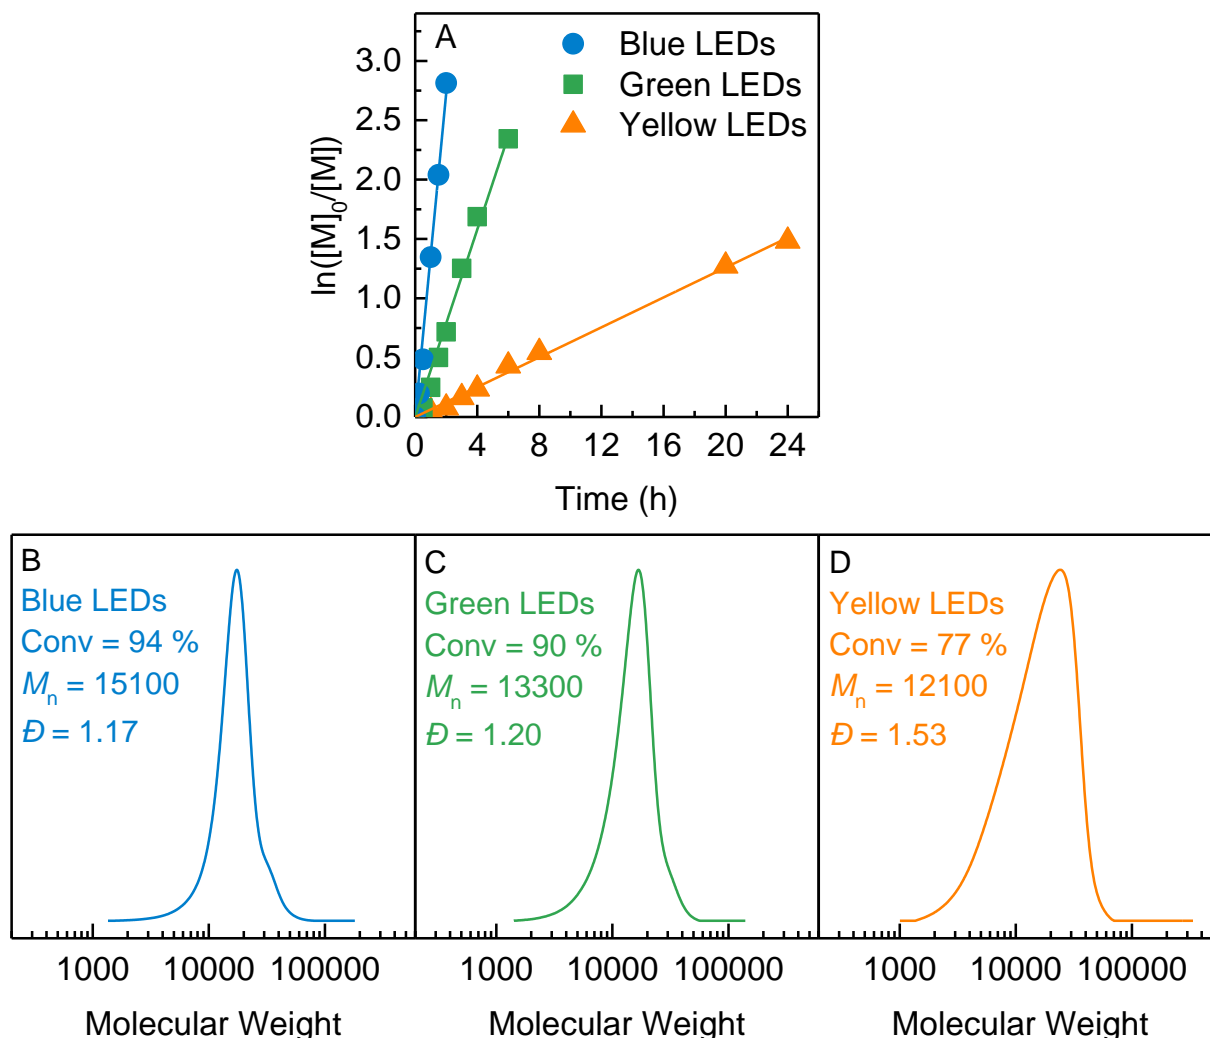 A
Blue LEDs
Green LEDs
Yellow LEDs
ln([M]0/[M])
3.0
2.5
2.0
1.5
1.0
0.5
0.0
0 4 8 12 16 20 24
Time (h)
B
Blue LEDs
Conv = 94 %
Mn = 15100
Đ = 1.17
1000 10000 100000
Molecular Weight
C
Green LEDs
Conv = 90 %
Mn = 13300
Đ = 1.20
1000 10000 100000
Molecular Weight
D
Yellow LEDs
Conv = 77 %
Mn = 12100
Đ = 1.53
1000 10000 100000
Molecular Weight